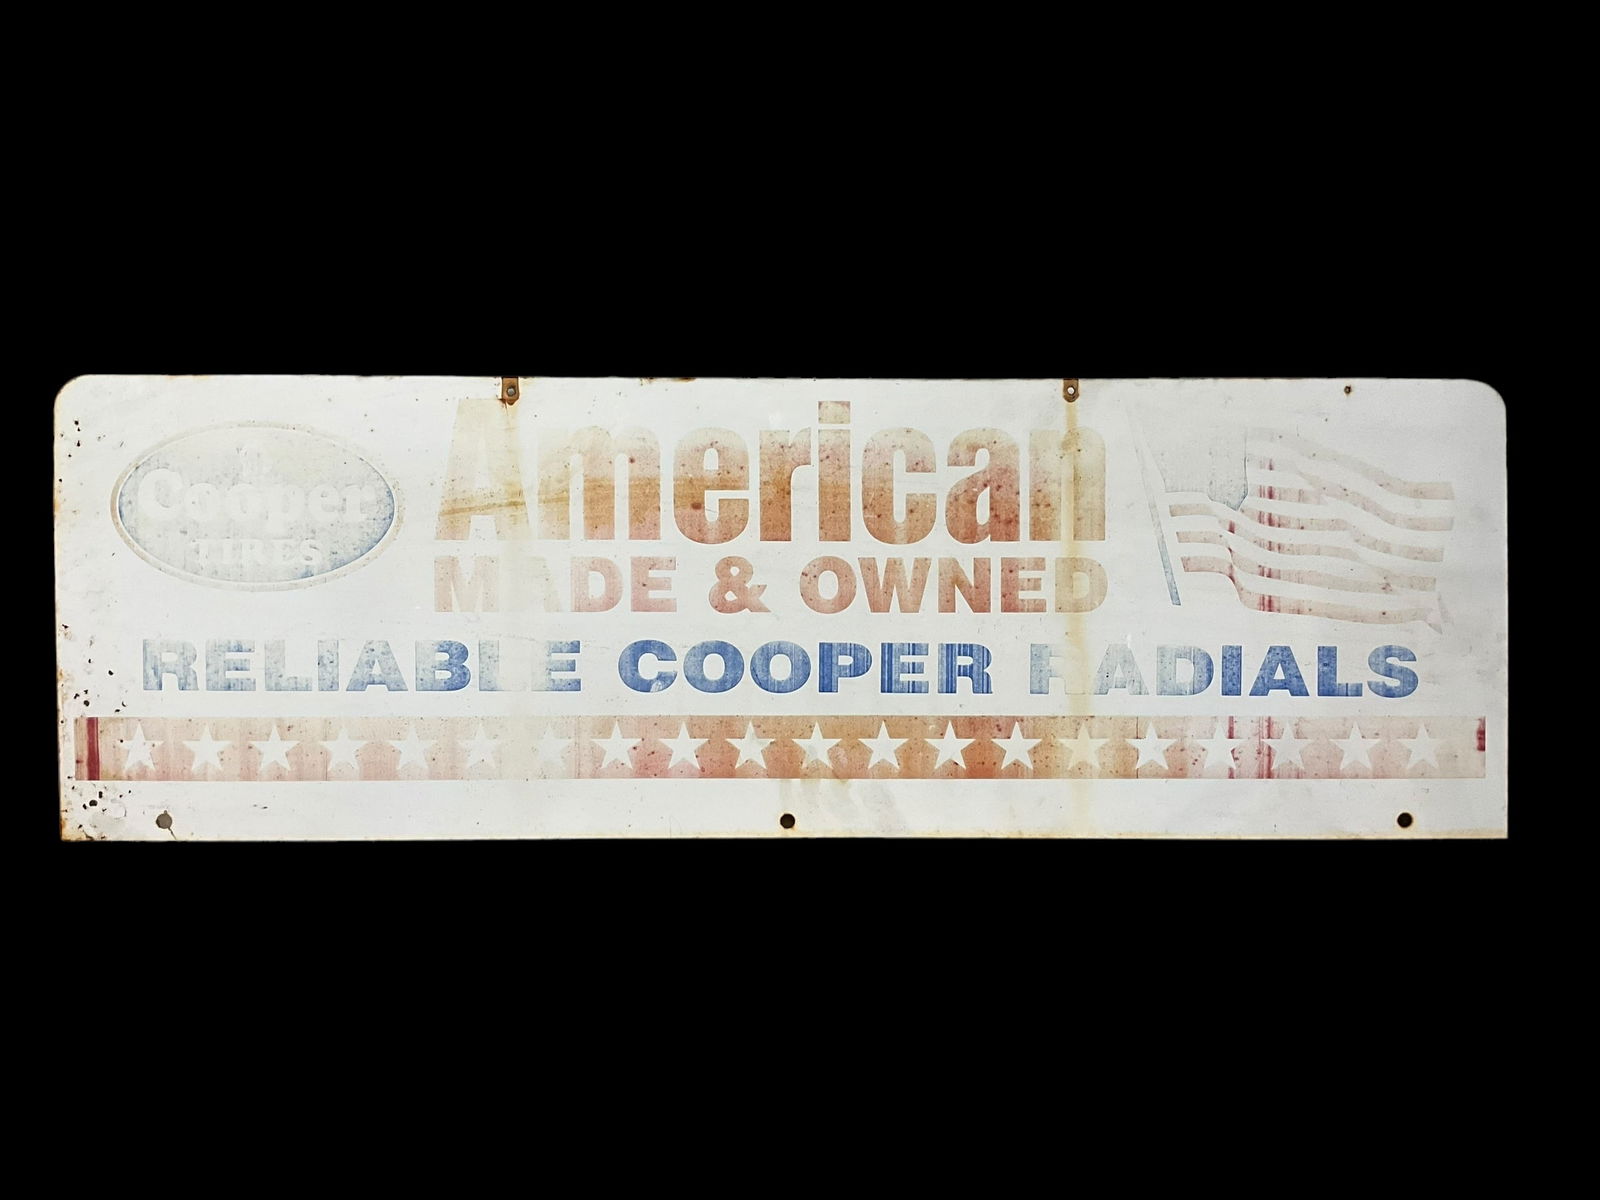 Cooper
TIRES
American
MADE & OWNED
RELIABLE COOPER RADIALS